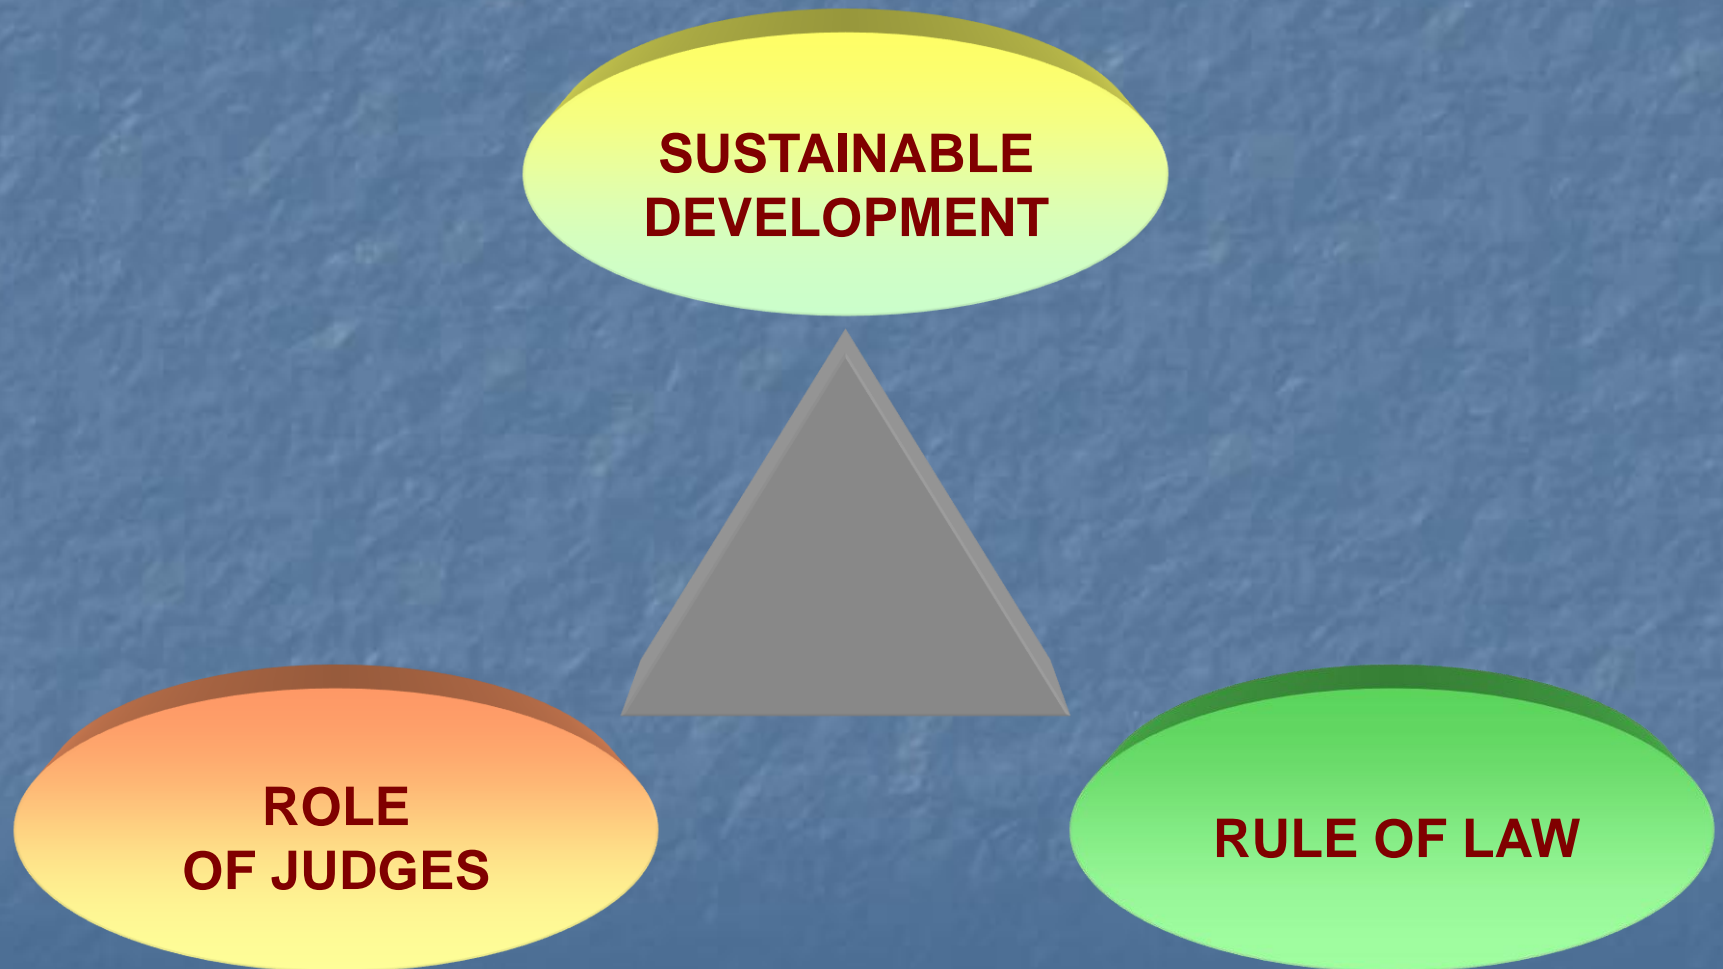 SUSTAINABLE
DEVELOPMENT
ROLE
OF JUDGES
RULE OF LAW